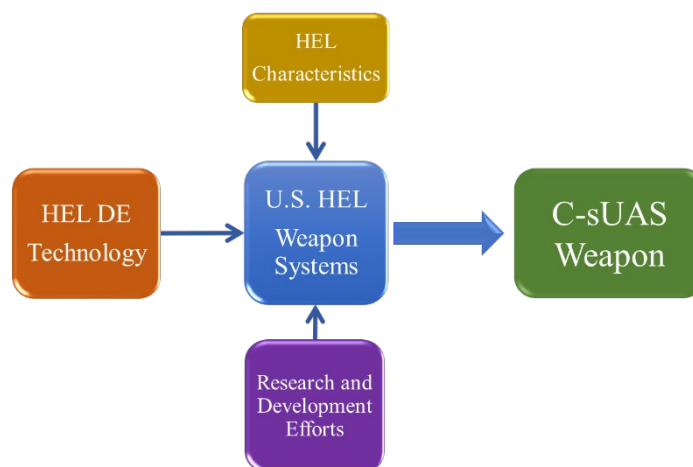 HEL
Characteristics
HEL DE
Technology
U.S. HEL
Weapon
Systems
C-sUAS
Weapon
Research and
Development
Efforts